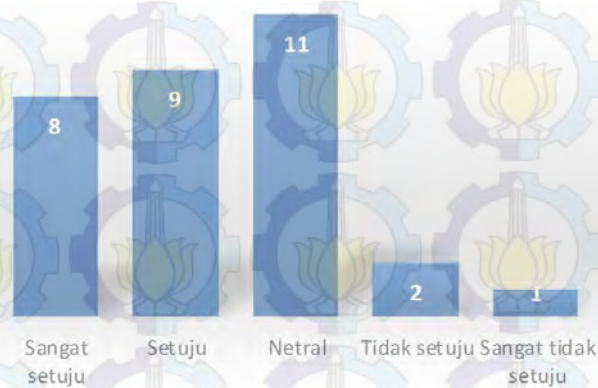 8
9
11
2
1
Sangat setuju
Setuju
Netral
Tidak setuju
Sangat tidak setuju